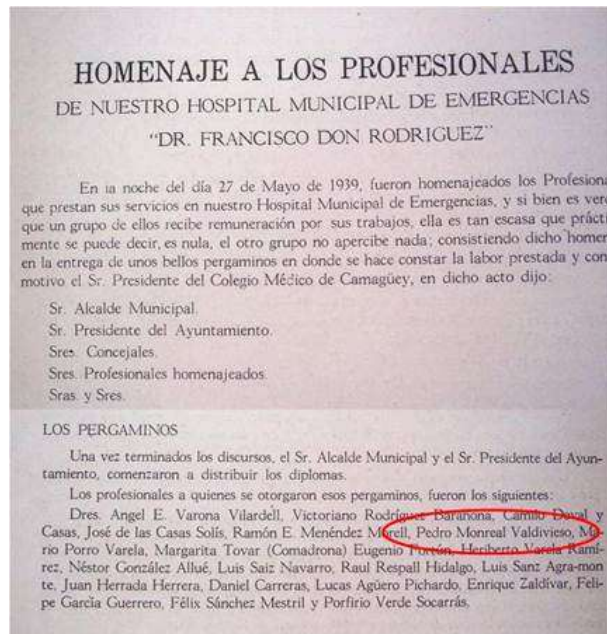 HOMENAJE A LOS PROFESIONALES
DE NUESTRO HOSPITAL MUNICIPAL DE EMERGENCIAS
"DR. FRANCISCO DON RODRIGUEZ"
En la noche del día 27 de Mayo de 1939, fueron homenajeados los Profesiona
que prestan sus servicios en nuestro Hospital Municipal de Emergencias, y si bien es ver
que un grupo de ellos recibe remuneración por sus trabajos, ella es tan escasa que práct
mente se puede decir, es nula, el otro grupo no apercibe nada; consistiendo dicho homen
en la entrega de unos bellos pergaminos en donde se hace constar la labor prestada y con
motivo el Sr. Presidente del Colegio Médico de Camagüey, en dicho acto dijo:
Sr. Alcalde Municipal.
Sr. Presidente del Ayuntamiento.
Sres. Concejales.
Sres. Profesionales homenajeados.
Sras. y Sres.
LOS PERGAMINOS
Una vez terminados los discursos, el Sr. Alcalde Municipal y el Sr. Presidente del Ayun-
tamiento, comenzaron a distribuir los diplomas.
Los profesionales a quienes se otorgaron esos pergaminos, fueron los siguientes:
Dres. Angel E. Varona Vilardell, Victoriano Rodríguez Barahona, Camilo Doval y
Casas, José de las Casas Solís, Ramón E. Menéndez Morell, Pedro Monreal Valdivieso, Ma-
rio Porro Varela, Margarita Tovar (Comadrona) Eugenio Fortún, Heriberto Varela Ramí-
rez, Néstor González Allué, Luis Saiz Navarro, Raul Respall Hidalgo, Luis Sanz Agramon
te, Juan Herrada Herrera, Daniel Carreras, Lucas Agüero Pichardo, Enrique Zaldívar, Feli-
pe García Guerrero, Félix Sánchez Mestril y Porfirio Verde Socarrás,